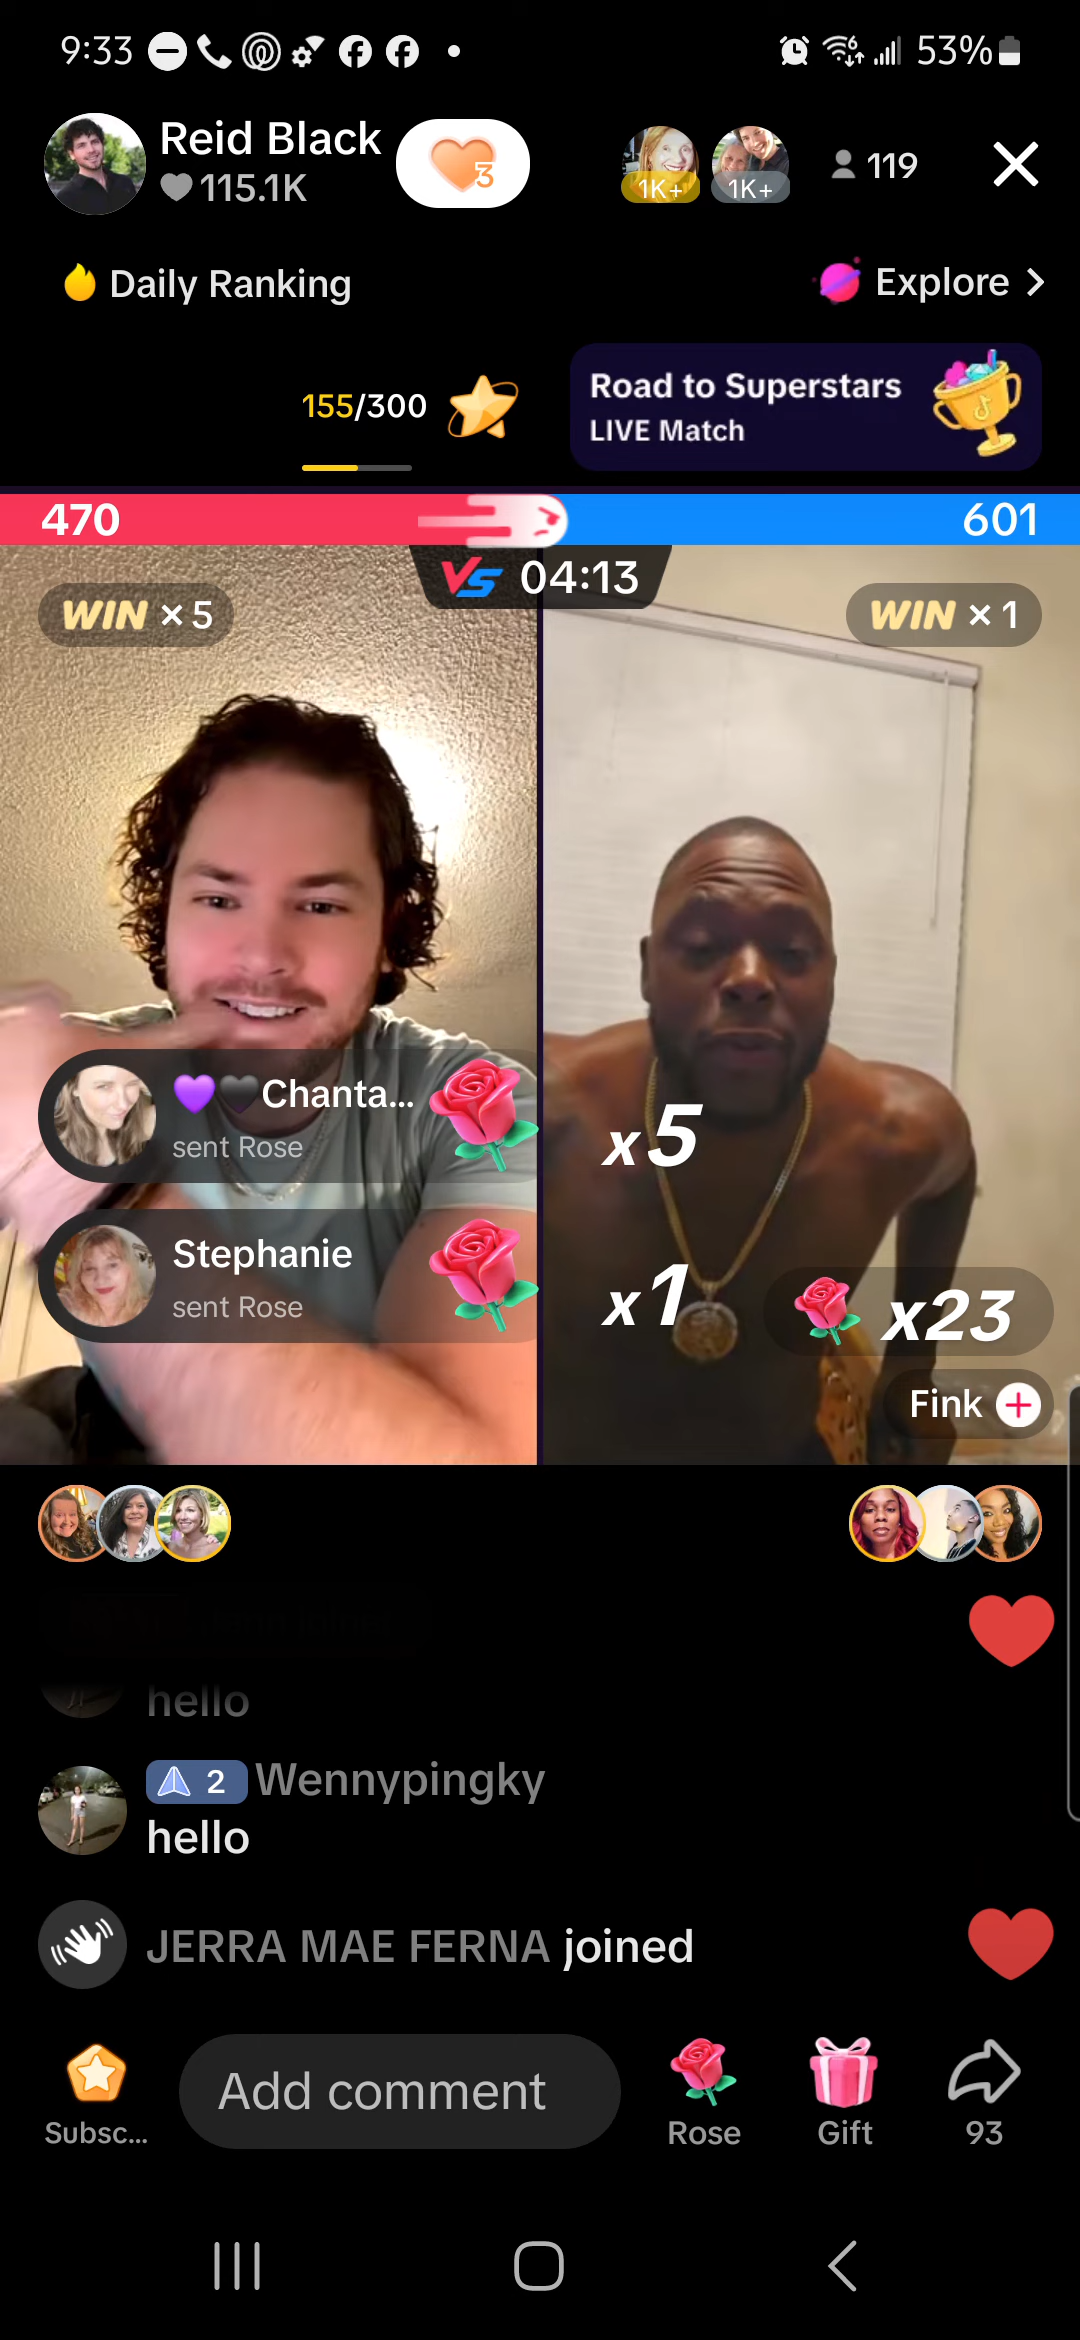 9:33
53%
Reid Black
115.1K
3
1K+
1K+
119
Daily Ranking
Explore
155/300
Road to Superstars
LIVE Match
470
601
VS 04:13
WIN × 5
WIN × 1
Chanta...
sent Rose
x5
Stephanie
sent Rose
x1
x23
Fink
hello
2 Wennypingky
hello
JERRA MAE FERNA joined
Subsc...
Add comment
Rose
Gift
93